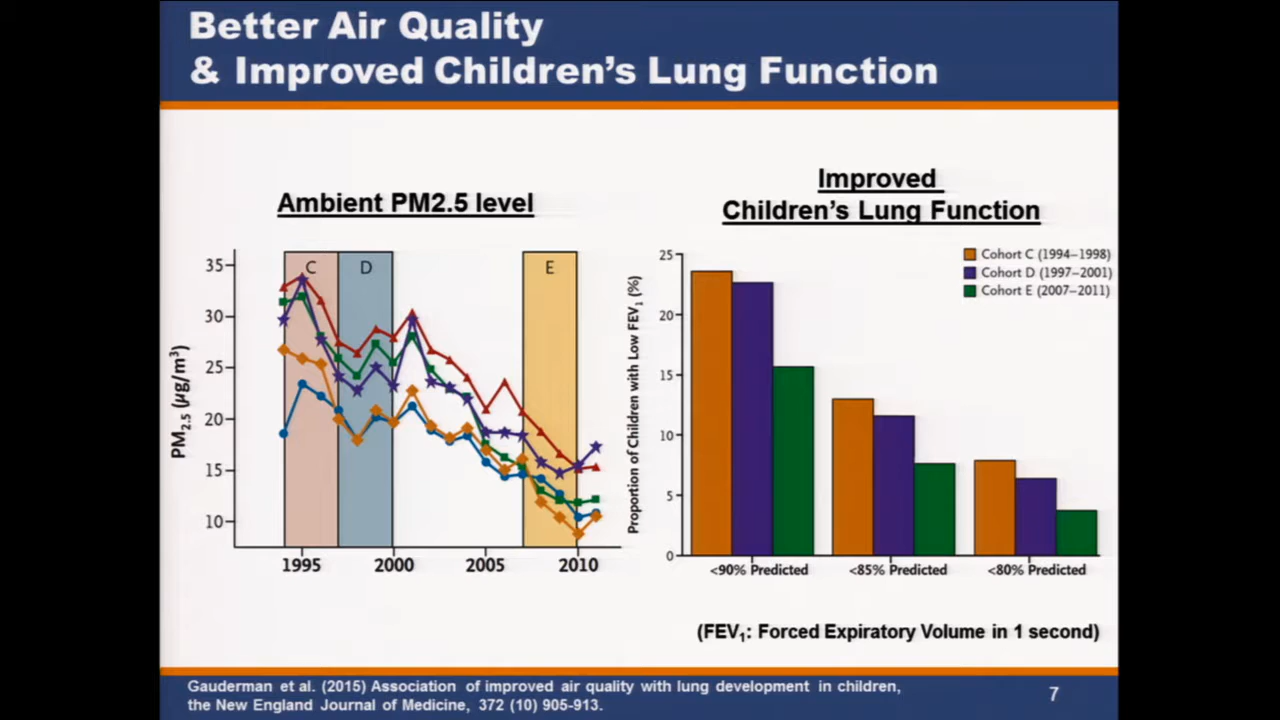 Better Air Quality
& Improved Children's Lung Function
Ambient PM2.5 level
PM2.5 (µg/m³)
35
30
25
20
15
10
C
D
E
1995 2000 2005 2010
Improved
Children's Lung Function
Proportion of Children with Low FEV1 (%)
25
20
15
10
5
0
Cohort C (1994–1998)
Cohort D (1997–2001)
Cohort E (2007–2011)
<90% Predicted <85% Predicted <80% Predicted
(FEV1: Forced Expiratory Volume in 1 second)
Gauderman et al. (2015) Association of improved air quality with lung development in children,
the New England Journal of Medicine, 372 (10) 905-913.
7